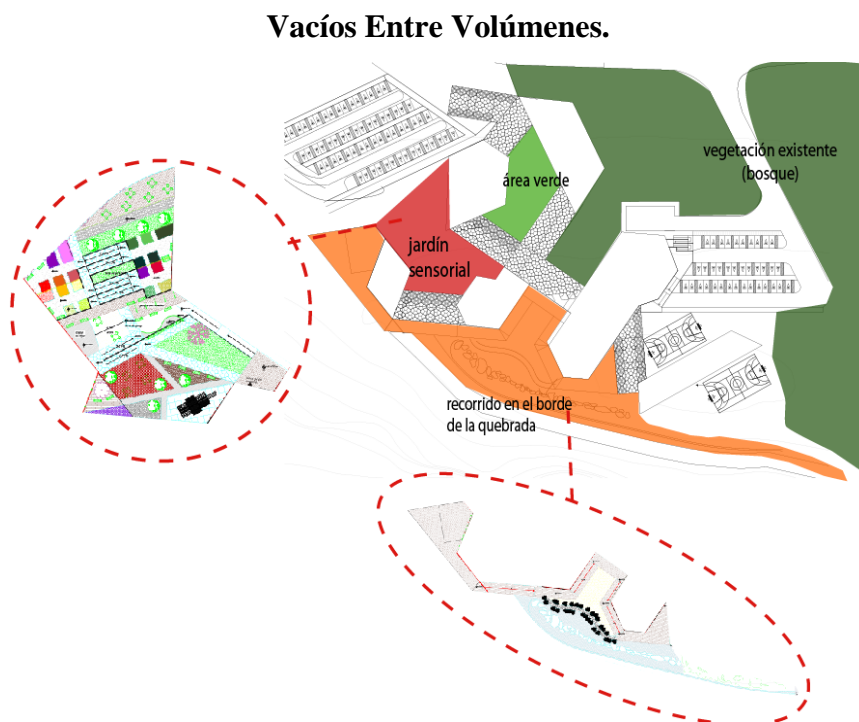 Vacíos Entre Volúmenes.
vegetación existente
(bosque)
área verde
jardín
sensorial
recorrido en el borde
de la quebrada